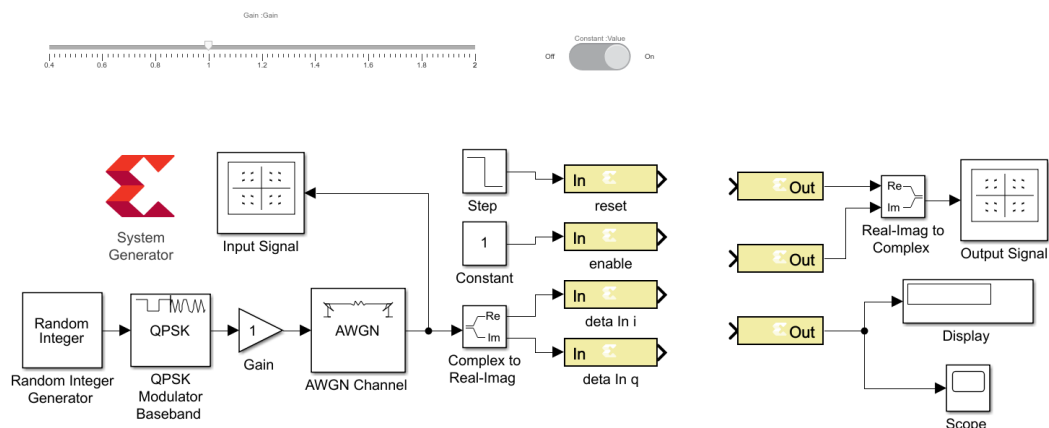 Gain :Gain
0.4 0.6 0.8 1 1.2 1.4 1.6 1.8 2
Constant :Value
Off On
System
Generator
Input Signal
Step
In
reset
1
Constant
In
enable
Out
Re
Im
Real-Imag to
Complex
Output Signal
Out
Random
Integer
Random Integer
Generator
QPSK
QPSK
Modulator
Baseband
1
Gain
AWGN
AWGN Channel
Re
Im
Complex to
Real-Imag
In
deta In i
In
deta In q
Out
Display
Scope